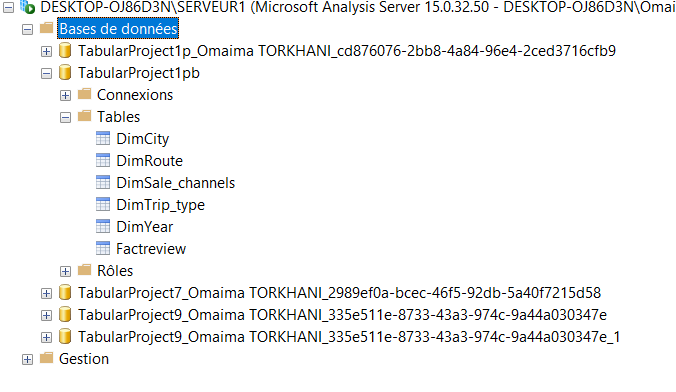 DESKTOP-OJ86D3N\SERVEUR1 (Microsoft Analysis Server 15.0.32.50 - DESKTOP-OJ86D3N\Omai
Bases de données
TabularProject1p_Omaima TORKHANI_cd876076-2bb8-4a84-96e4-2ced3716cfb9
TabularProject1pb
Connexions
Tables
DimCity
DimRoute
DimSale_channels
DimTrip_type
DimYear
Factreview
Rôles
TabularProject7_Omaima TORKHANI_2989ef0a-bcec-46f5-92db-5a40f7215d58
TabularProject9_Omaima TORKHANI_335e511e-8733-43a3-974c-9a44a030347e
TabularProject9_Omaima TORKHANI_335e511e-8733-43a3-974c-9a44a030347e_1
Gestion